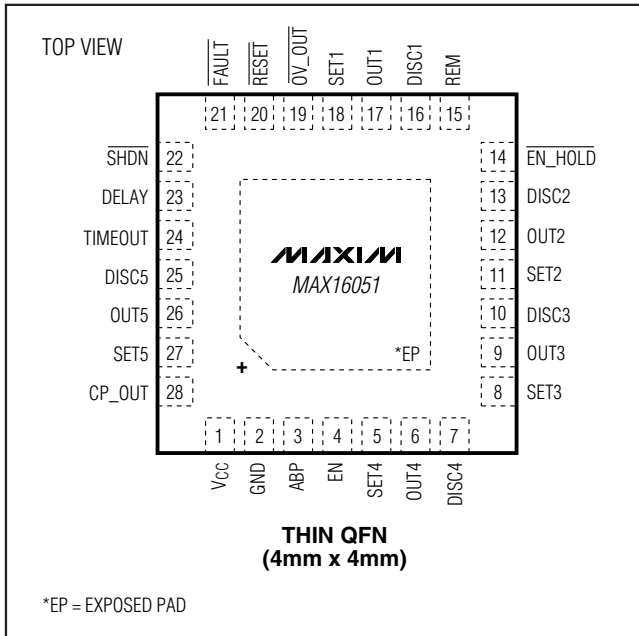 TOP VIEW
FAULT
RESET
OV_OUT
SET1
OUT1
DISC1
REM
21 20 19 18 17 16 15
SHDN 22
DELAY 23
TIMEOUT 24
DISC5 25
OUT5 26
SET5 27
CP_OUT 28
14 EN_HOLD
13 DISC2
12 OUT2
11 SET2
10 DISC3
9 OUT3
8 SET3
MAXIM
MAX16051
*EP
+
1 2 3 4 5 6 7
VCC
GND
ABP
EN
SET4
OUT4
DISC4
THIN QFN
(4mm x 4mm)
*EP = EXPOSED PAD